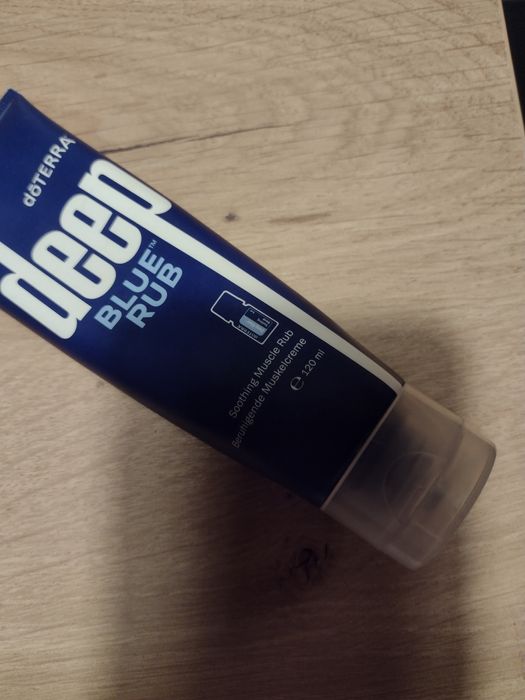 dōTERRA
deep
BLUE™
RUB
Soothing Muscle Rub
Beruhigende Muskelcreme
℮ 120 ml